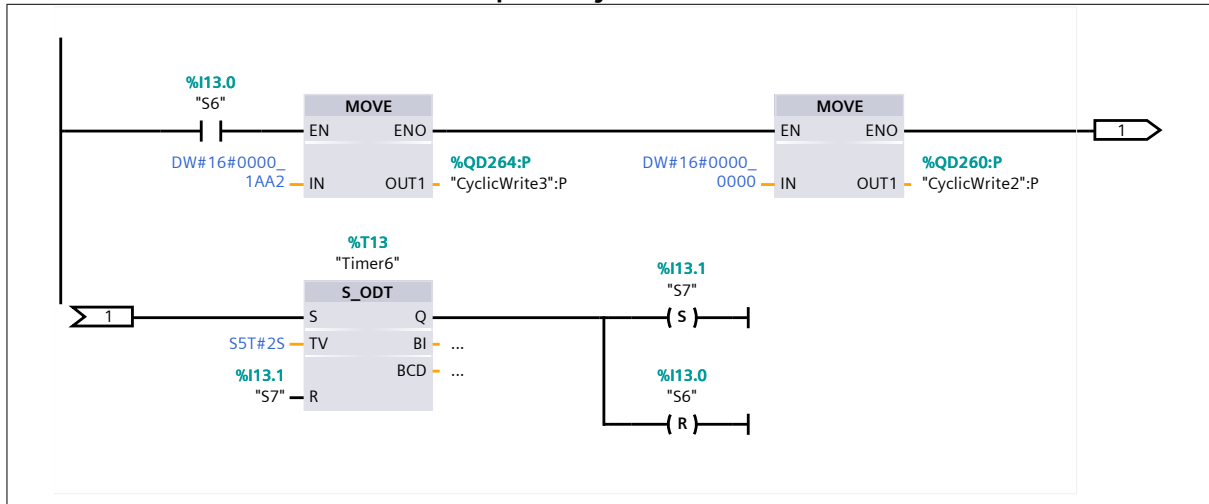 %I13.0
"S6"
MOVE
EN ENO
DW#16#0000_
1AA2
IN OUT1
%QD264:P
"CyclicWrite3":P
MOVE
EN ENO
DW#16#0000_
0000
IN OUT1
%QD260:P
"CyclicWrite2":P
1
%T13
"Timer6"
S_ODT
1
S Q
S5T#2S
TV BI ...
BCD ...
%I13.1
"S7"
R
%I13.1
"S7"
S
%I13.0
"S6"
R